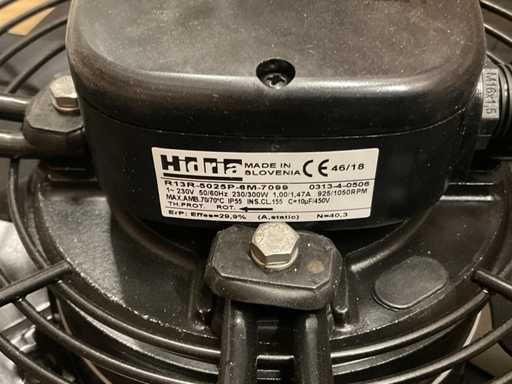 Hidria MADE IN SLOVENIA CE 46/18
R13R-5025P-6M-7099 0313-4-0506
1~ 230V 50/60Hz 230/300W 1,00/1,47A 925/1050RPM
MAX.AMB.70/70°C IP55 INS.CL.155 C=10µF/450V
TH.PROT. ROT.
ErP: Effes=29,9% (A,static) N=40,3
M16x1,5